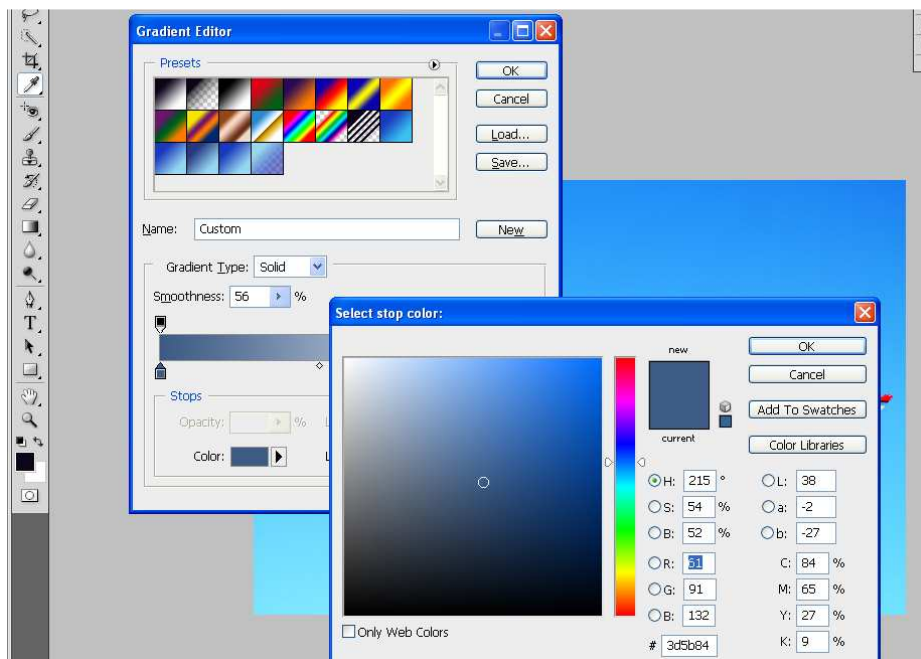 Gradient Editor
Presets
OK
Cancel
Load...
Save...
Name: Custom
New
Gradient Type: Solid
Smoothness: 56 %
Stops
Opacity: %
Color:
Select stop color:
new
current
OK
Cancel
Add To Swatches
Color Libraries
H: 215 °
S: 54 %
B: 52 %
R: 61
G: 91
B: 132
# 3d5b84
L: 38
a: -2
b: -27
C: 84 %
M: 65 %
Y: 27 %
K: 9 %
Only Web Colors
T